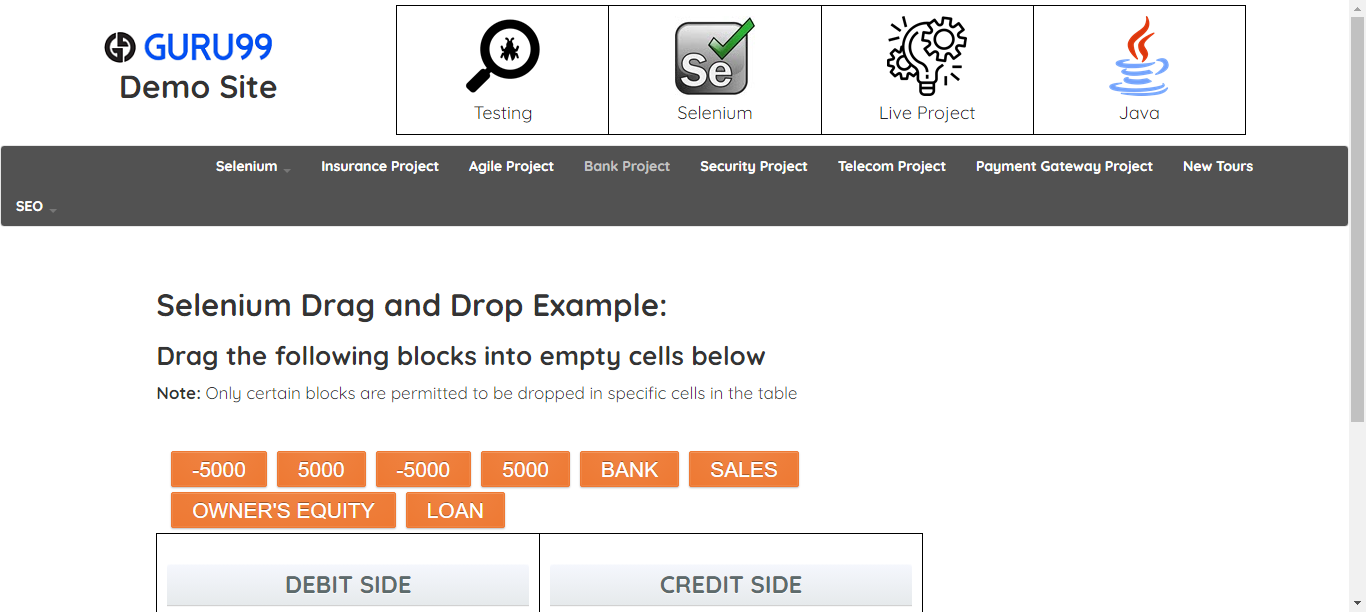 GURU99
Demo Site
Testing
Se
Selenium
Live Project
Java
Selenium Insurance Project Agile Project Bank Project Security Project Telecom Project Payment Gateway Project New Tours
SEO
Selenium Drag and Drop Example:
Drag the following blocks into empty cells below
Note: Only certain blocks are permitted to be dropped in specific cells in the table
-5000 5000 -5000 5000 BANK SALES
OWNER'S EQUITY LOAN
DEBIT SIDE CREDIT SIDE